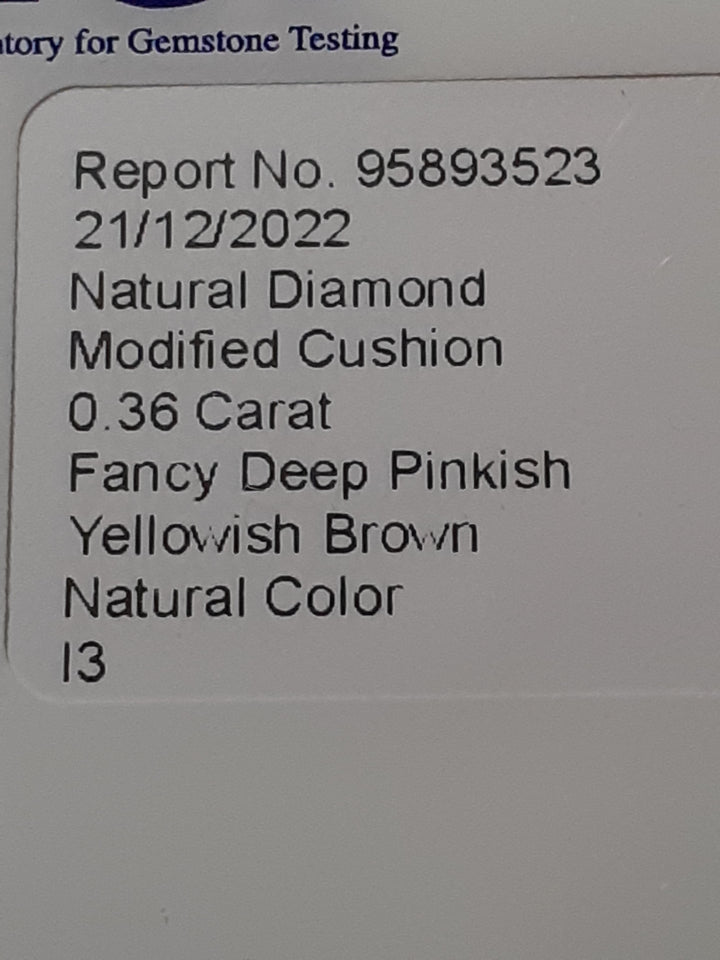 for Gemstone Testing
Report No. 95893523
21/12/2022
Natural Diamond
Modified Cushion
0.36 Carat
Fancy Deep Pinkish
Yellowish Brown
Natural Color
I3